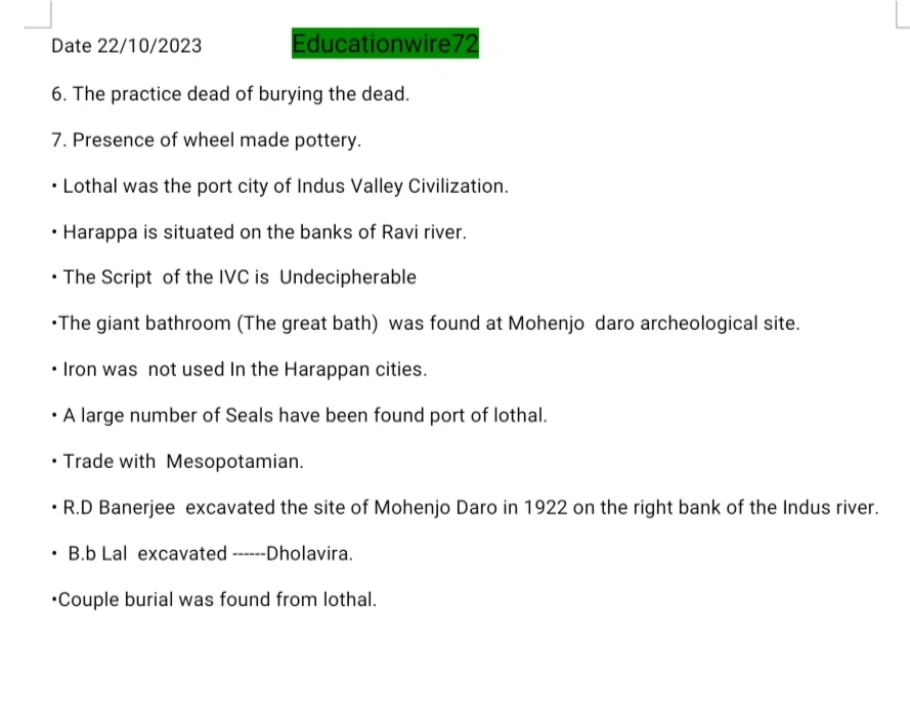 Date 22/10/2023 Educationwire72
6. The practice dead of burying the dead.
7. Presence of wheel made pottery.
• Lothal was the port city of Indus Valley Civilization.
• Harappa is situated on the banks of Ravi river.
• The Script  of the IVC is  Undecipherable
•The giant bathroom (The great bath)  was found at Mohenjo  daro archeological site.
• Iron was  not used In the Harappan cities.
• A large number of Seals have been found port of lothal.
• Trade with  Mesopotamian.
• R.D Banerjee  excavated the site of Mohenjo Daro in 1922 on the right bank of the Indus river.
•  B.b Lal  excavated ------Dholavira.
•Couple burial was found from lothal.